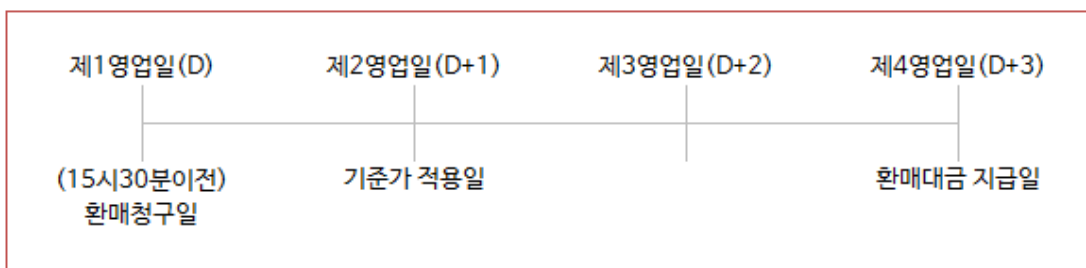 제1영업일(D) 제2영업일(D+1) 제3영업일(D+2) 제4영업일(D+3)
(15시30분이전) 기준가 적용일 환매대금 지급일
환매청구일